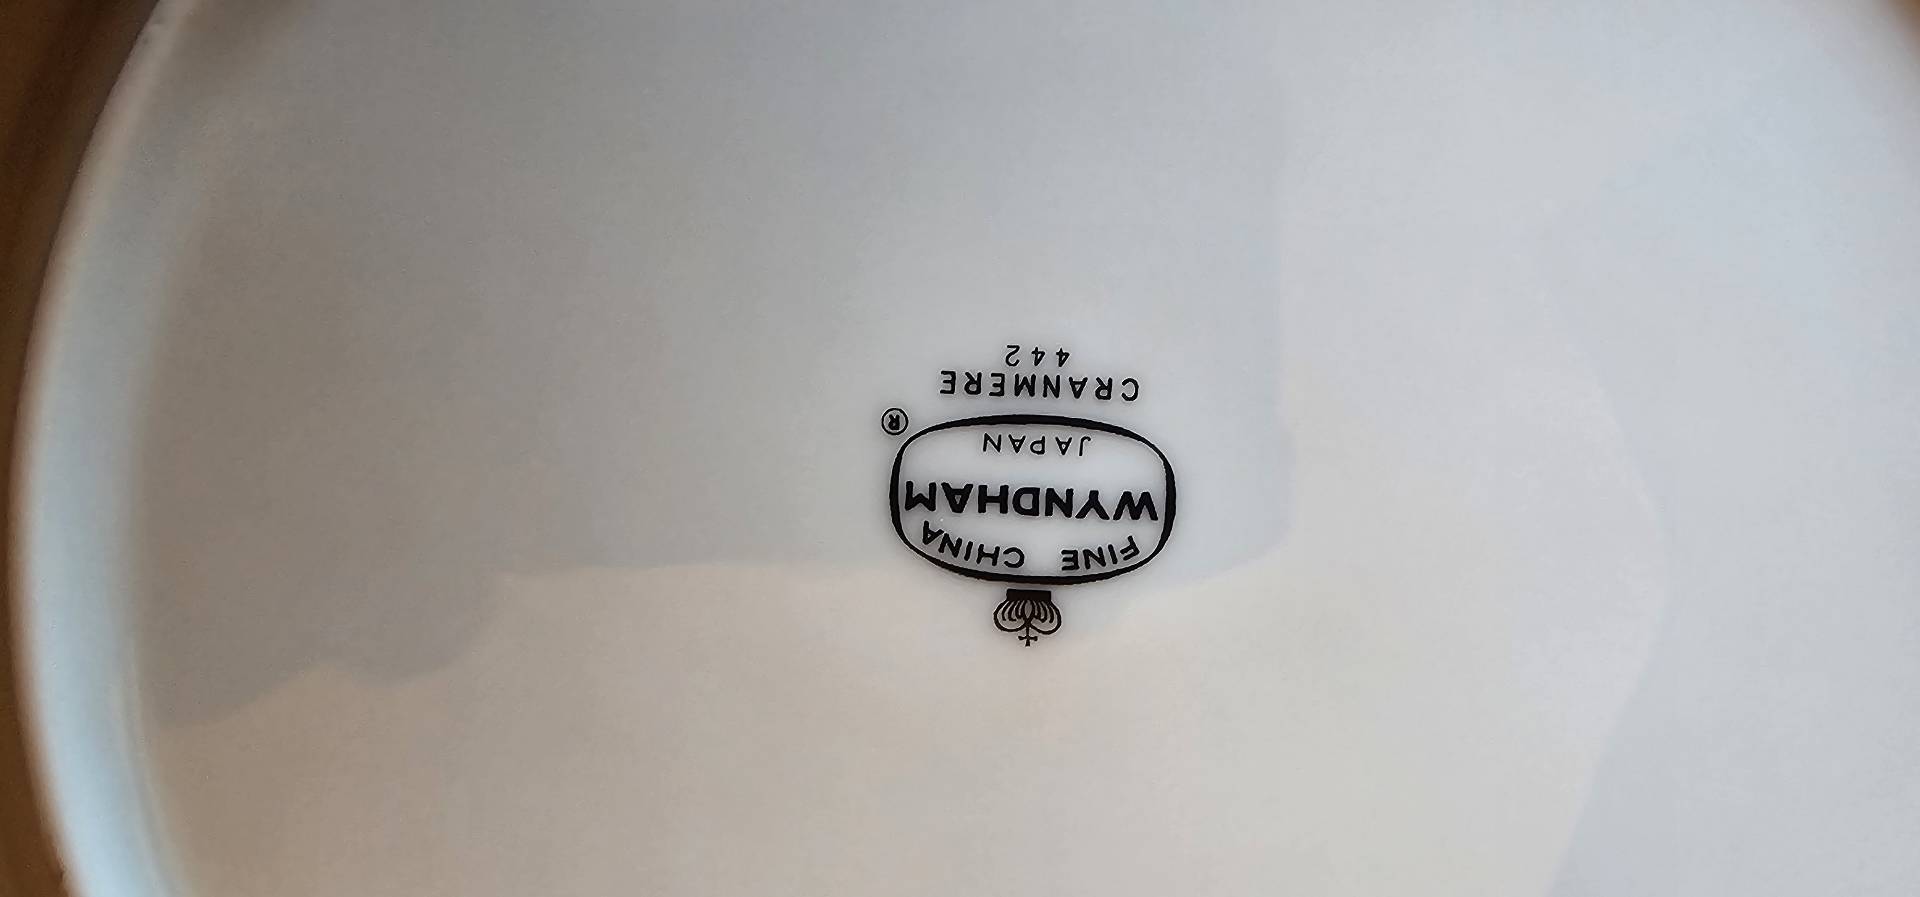 FINE CHINA
WYNDHAM
JAPAN
®
CRANMERE
442